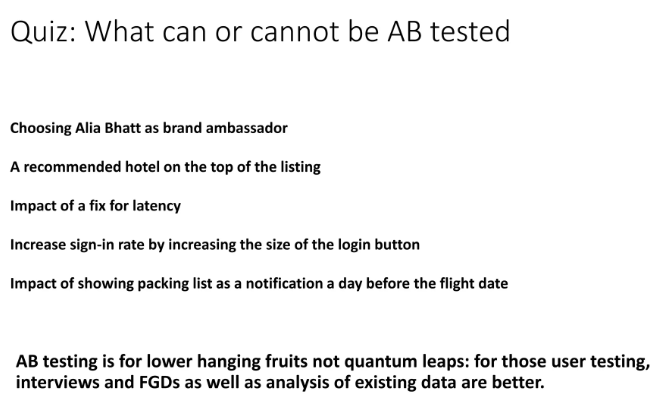 Quiz: What can or cannot be AB tested
Choosing Alia Bhatt as brand ambassador
A recommended hotel on the top of the listing
Impact of a fix for latency
Increase sign-in rate by increasing the size of the login button
Impact of showing packing list as a notification a day before the flight date
AB testing is for lower hanging fruits not quantum leaps: for those user testing,
interviews and FGDs as well as analysis of existing data are better.